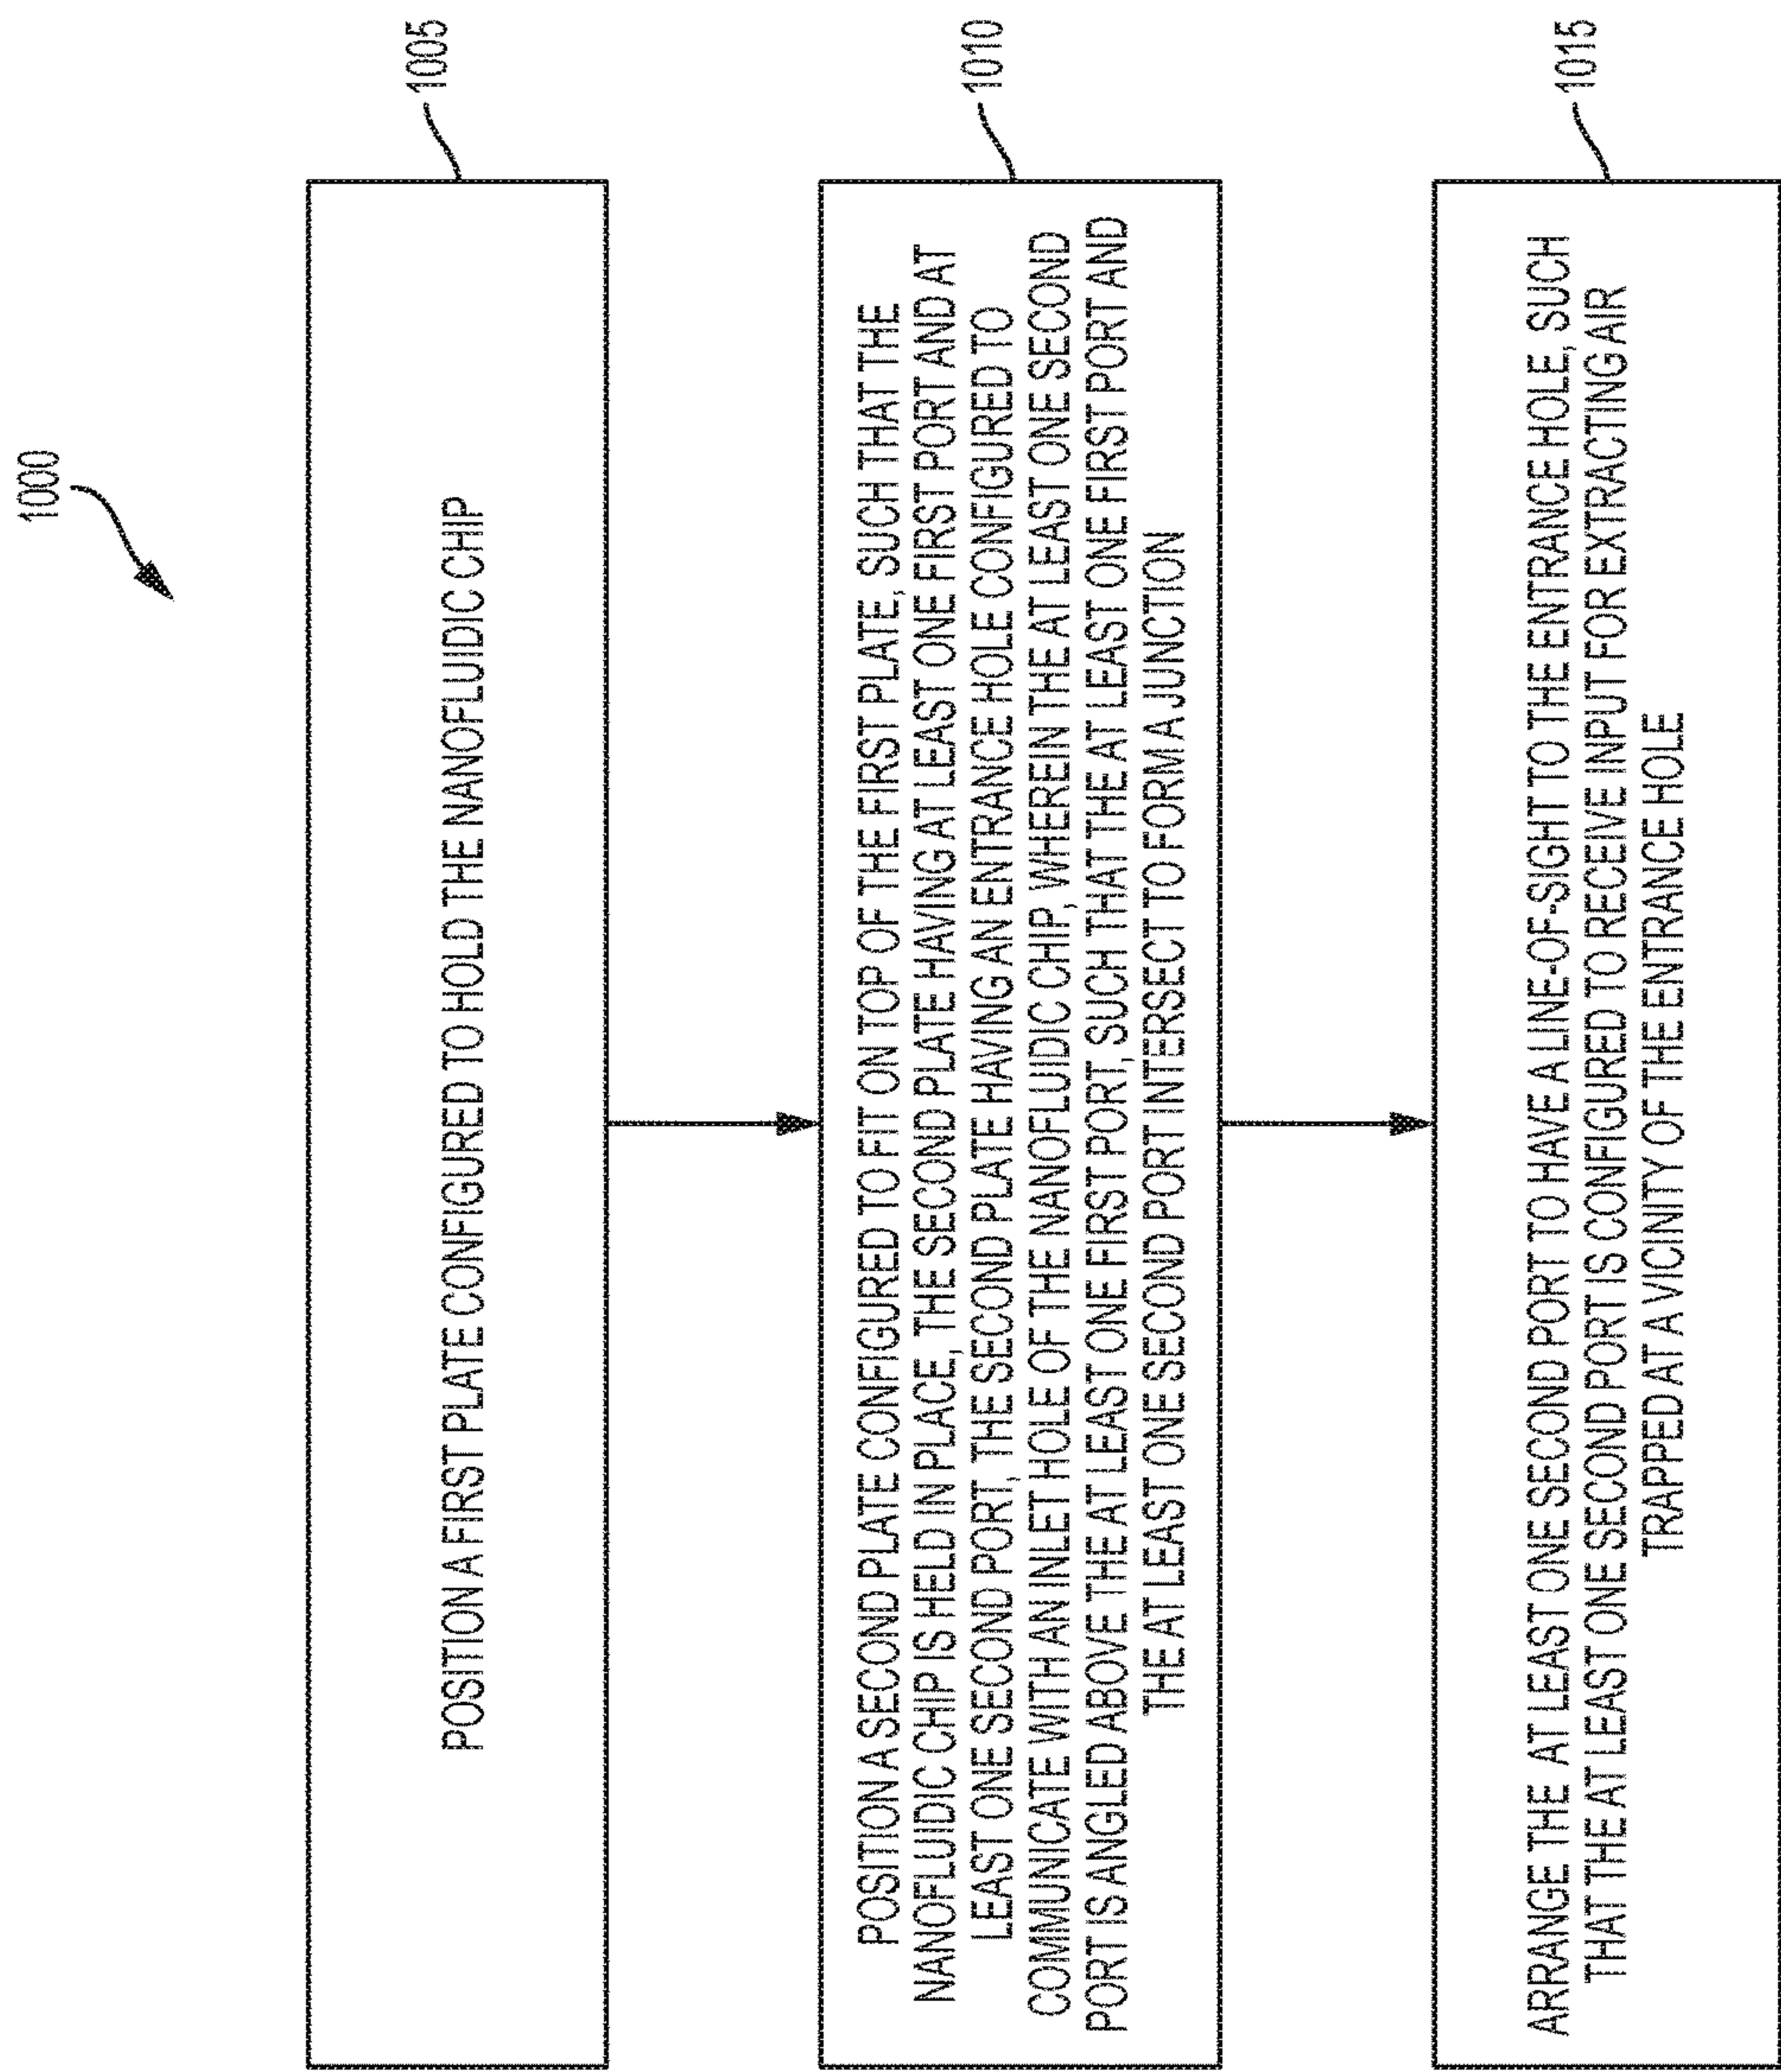 1000
POSITION A FIRST PLATE CONFIGURED TO HOLD THE NANOFLUIDIC CHIP
1005
POSITION A SECOND PLATE CONFIGURED TO FIT ON TOP OF THE FIRST PLATE, SUCH THAT THE
NANOFLUIDIC CHIP IS HELD IN PLACE, THE SECOND PLATE HAVING AT LEAST ONE FIRST PORT AND AT
LEAST ONE SECOND PORT, THE SECOND PLATE HAVING AN ENTRANCE HOLE CONFIGURED TO
COMMUNICATE WITH AN INLET HOLE OF THE NANOFLUIDIC CHIP, WHEREIN THE AT LEAST ONE SECOND
PORT IS ANGLED ABOVE THE AT LEAST ONE FIRST PORT, SUCH THAT THE AT LEAST ONE FIRST PORT AND
THE AT LEAST ONE SECOND PORT INTERSECT TO FORM A JUNCTION
1010
ARRANGE THE AT LEAST ONE SECOND PORT TO HAVE A LINE-OF-SIGHT TO THE ENTRANCE HOLE, SUCH
THAT THE AT LEAST ONE SECOND PORT IS CONFIGURED TO RECEIVE INPUT FOR EXTRACTING AIR
TRAPPED AT A VICINITY OF THE ENTRANCE HOLE
1015